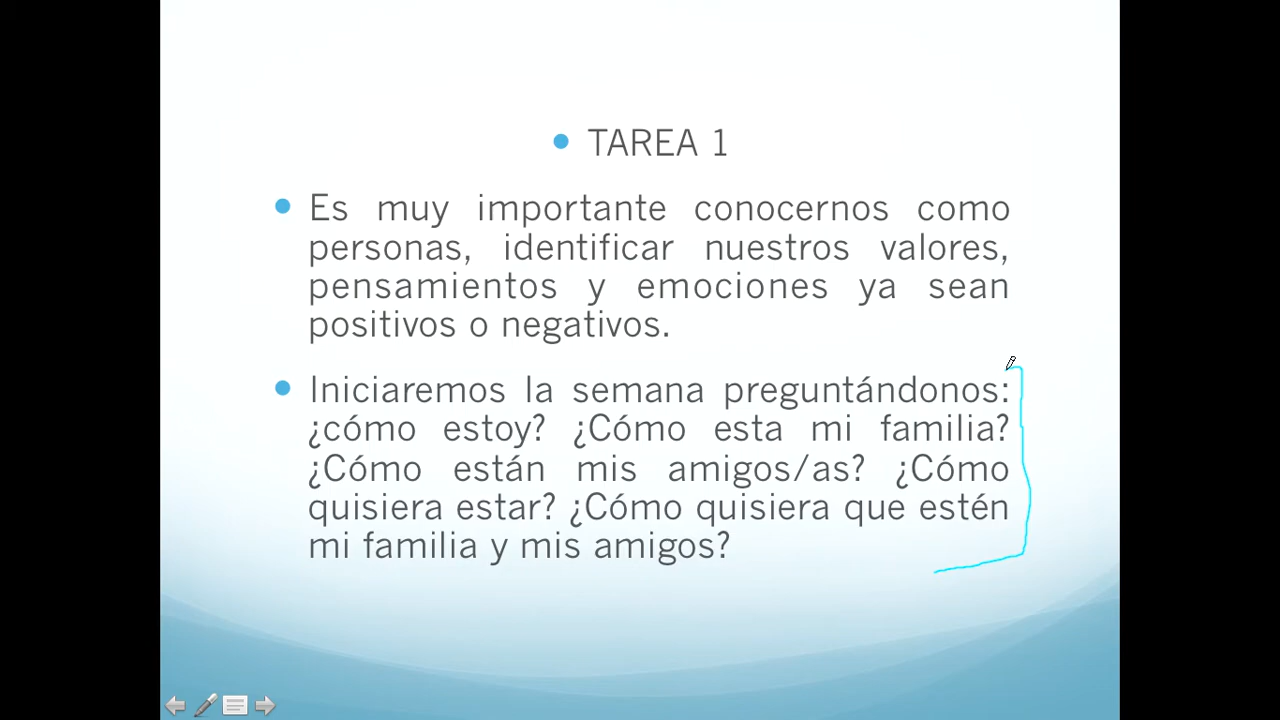 TAREA 1
Es muy importante conocernos como
personas, identificar nuestros valores,
pensamientos y emociones ya sean
positivos o negativos.
Iniciaremos la semana preguntándonos:
¿cómo estoy? ¿Cómo esta mi familia?
¿Cómo están mis amigos/as? ¿Cómo
quisiera estar? ¿Cómo quisiera que estén
mi familia y mis amigos?